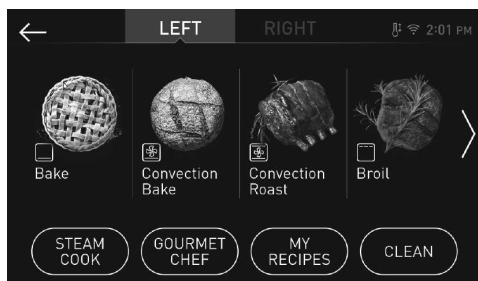 LEFT
RIGHT
2:01 PM
Bake
Convection
Bake
Convection
Roast
Broil
STEAM
COOK
GOURMET
CHEF
MY
RECIPES
CLEAN